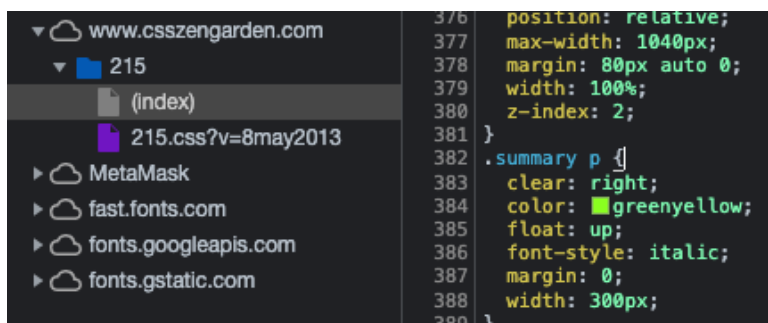 www.csszengarden.com
215
(index)
215.css?v=8may2013
MetaMask
fast.fonts.com
fonts.googleapis.com
fonts.gstatic.com
376 position: relative;
377 max-width: 1040px;
378 margin: 80px auto 0;
379 width: 100%;
380 z-index: 2;
381 }
382 .summary p {
383 clear: right;
384 color: greenyellow;
385 float: up;
386 font-style: italic;
387 margin: 0;
388 width: 300px;
389 }